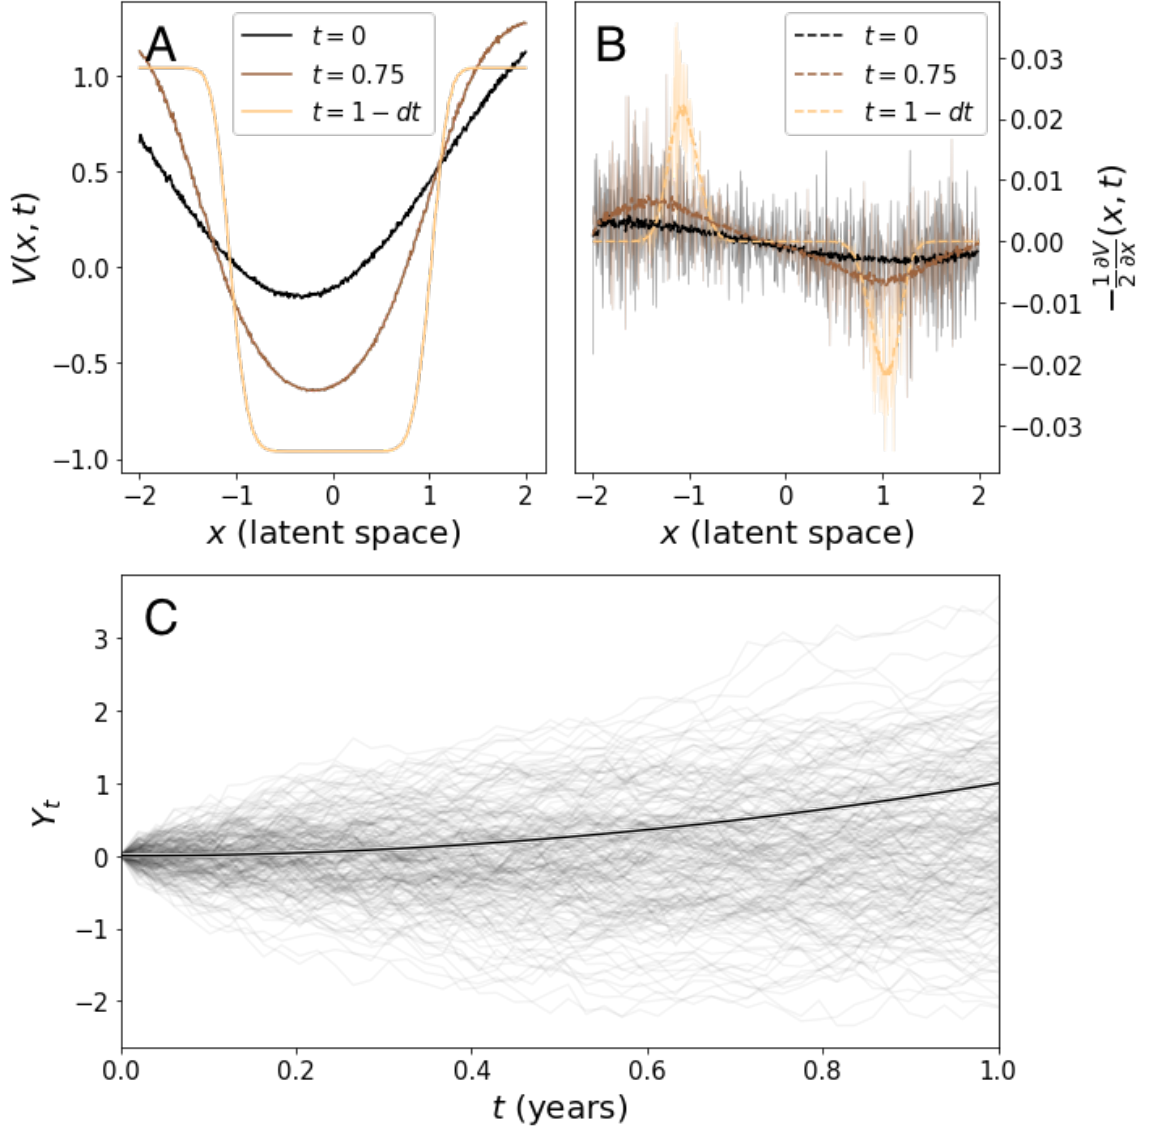 A
t = 0
t = 0.75
t = 1 − dt
V(x, t)
1.0
0.5
0.0
−0.5
−1.0
−2 −1 0 1 2
x (latent space)
B
t = 0
t = 0.75
t = 1 − dt
0.03
0.02
0.01
0.00
−0.01
−0.02
−0.03
−1/2 ∂V/∂x (x, t)
−2 −1 0 1 2
x (latent space)
C
Y_t
3
2
1
0
−1
−2
0.0 0.2 0.4 0.6 0.8 1.0
t (years)